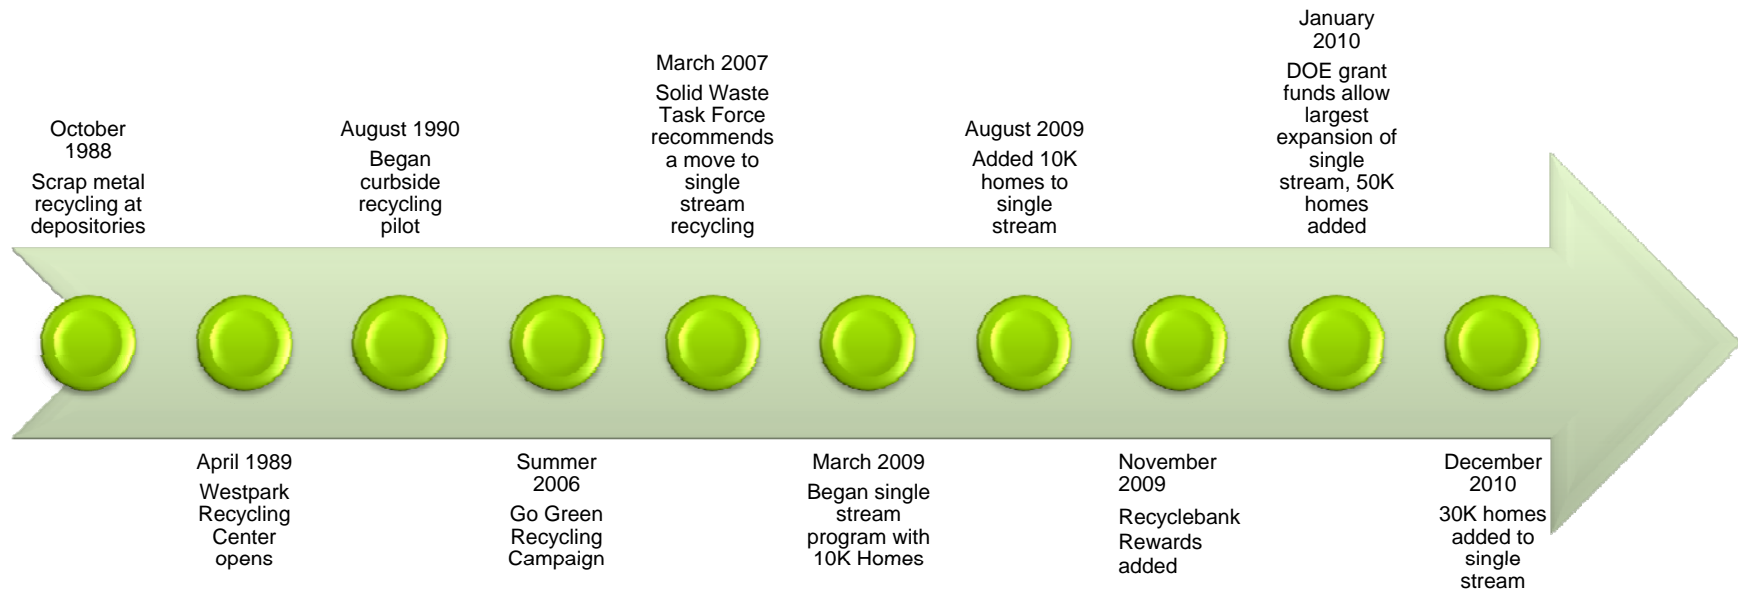 October
1988
Scrap metal
recycling at
depositories
April 1989
Westpark
Recycling
Center
opens
August 1990
Began
curbside
recycling
pilot
Summer
2006
Go Green
Recycling
Campaign
March 2007
Solid Waste
Task Force
recommends
a move to
single
stream
recycling
March 2009
Began single
stream
program with
10K Homes
August 2009
Added 10K
homes to
single
stream
November
2009
Recyclebank
Rewards
added
January
2010
DOE grant
funds allow
largest
expansion of
single
stream, 50K
homes
added
December
2010
30K homes
added to
single
stream